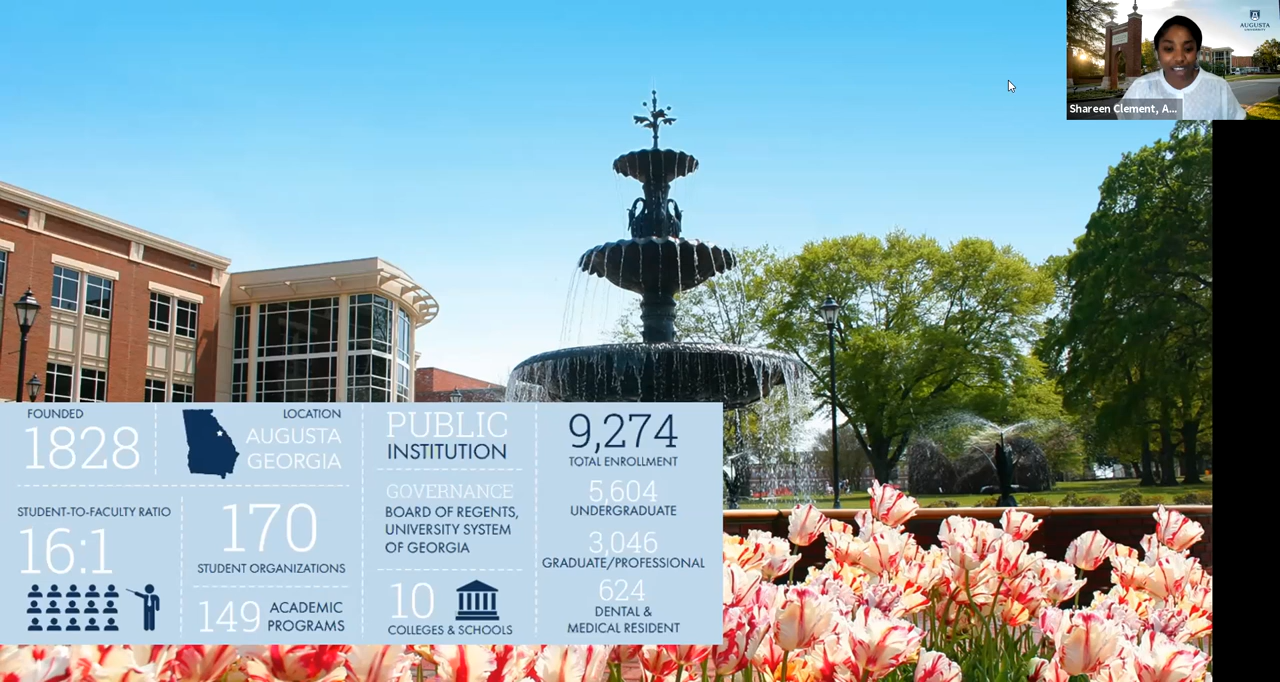 AUGUSTA
UNIVERSITY
Shareen Clement, A...
FOUNDED
1828
LOCATION
AUGUSTA
GEORGIA
STUDENT-TO-FACULTY RATIO
16:1
170
STUDENT ORGANIZATIONS
149 ACADEMIC
PROGRAMS
PUBLIC
INSTITUTION
GOVERNANCE
BOARD OF REGENTS,
UNIVERSITY SYSTEM
OF GEORGIA
10
COLLEGES & SCHOOLS
9,274
TOTAL ENROLLMENT
5,604
UNDERGRADUATE
3,046
GRADUATE/PROFESSIONAL
624
DENTAL &
MEDICAL RESIDENT